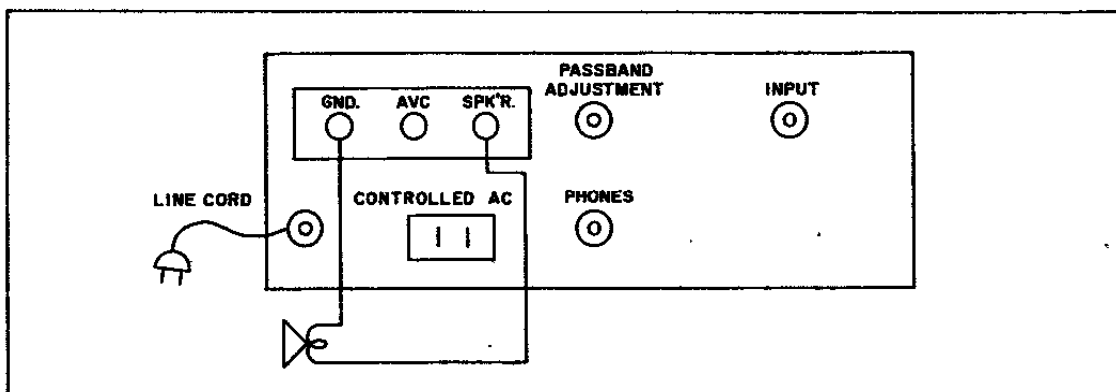 PASSBAND
ADJUSTMENT
INPUT
GND. AVC SPK'R.
LINE CORD
CONTROLLED AC
PHONES